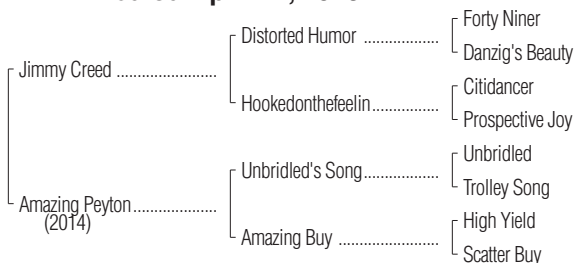 Forty Niner
Distorted Humor ..................
Danzig's Beauty
Jimmy Creed ........................
Citidancer
Hookedonthefeelin................
Prospective Joy
Unbridled
Unbridled's Song..................
Trolley Song
Amazing Peyton....................
(2014)
High Yield
Amazing Buy ........................
Scatter Buy